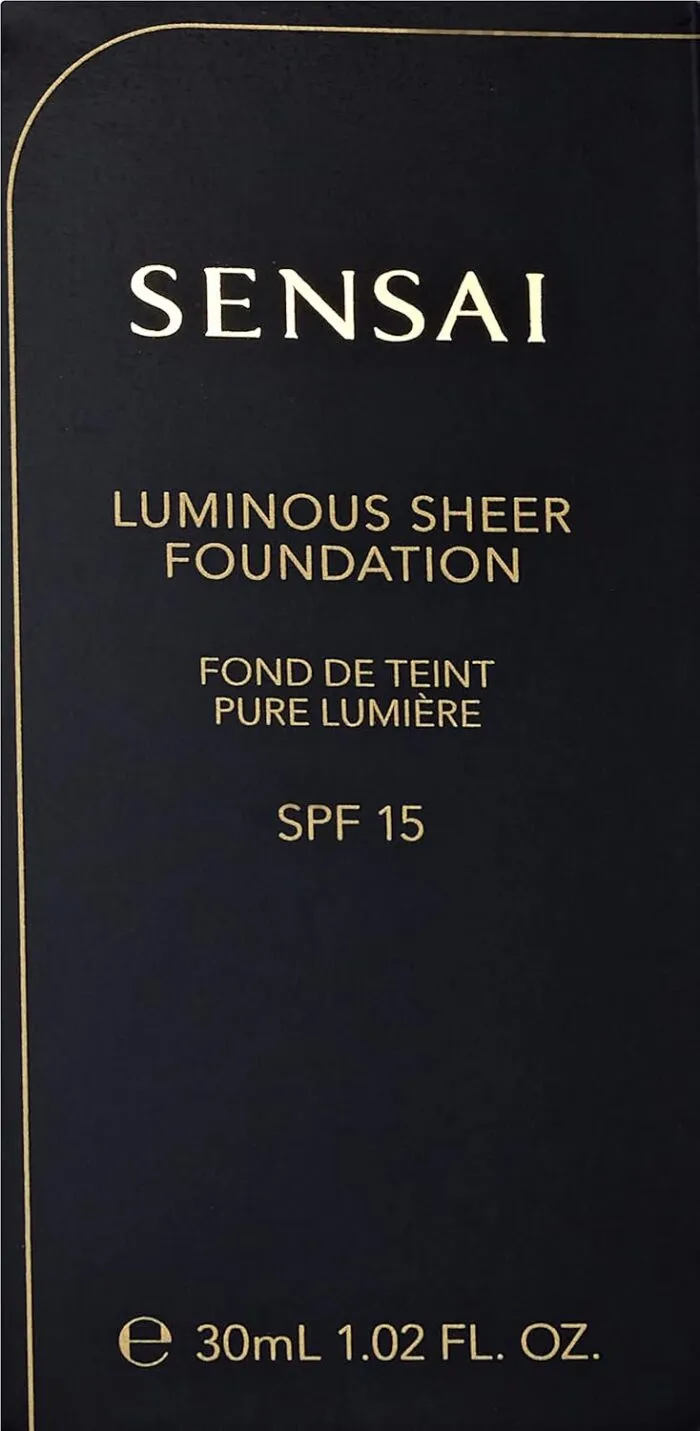 SENSAI
LUMINOUS SHEER
FOUNDATION
FOND DE TEINT
PURE LUMIÈRE
SPF 15
℮ 30mL 1.02 FL. OZ.